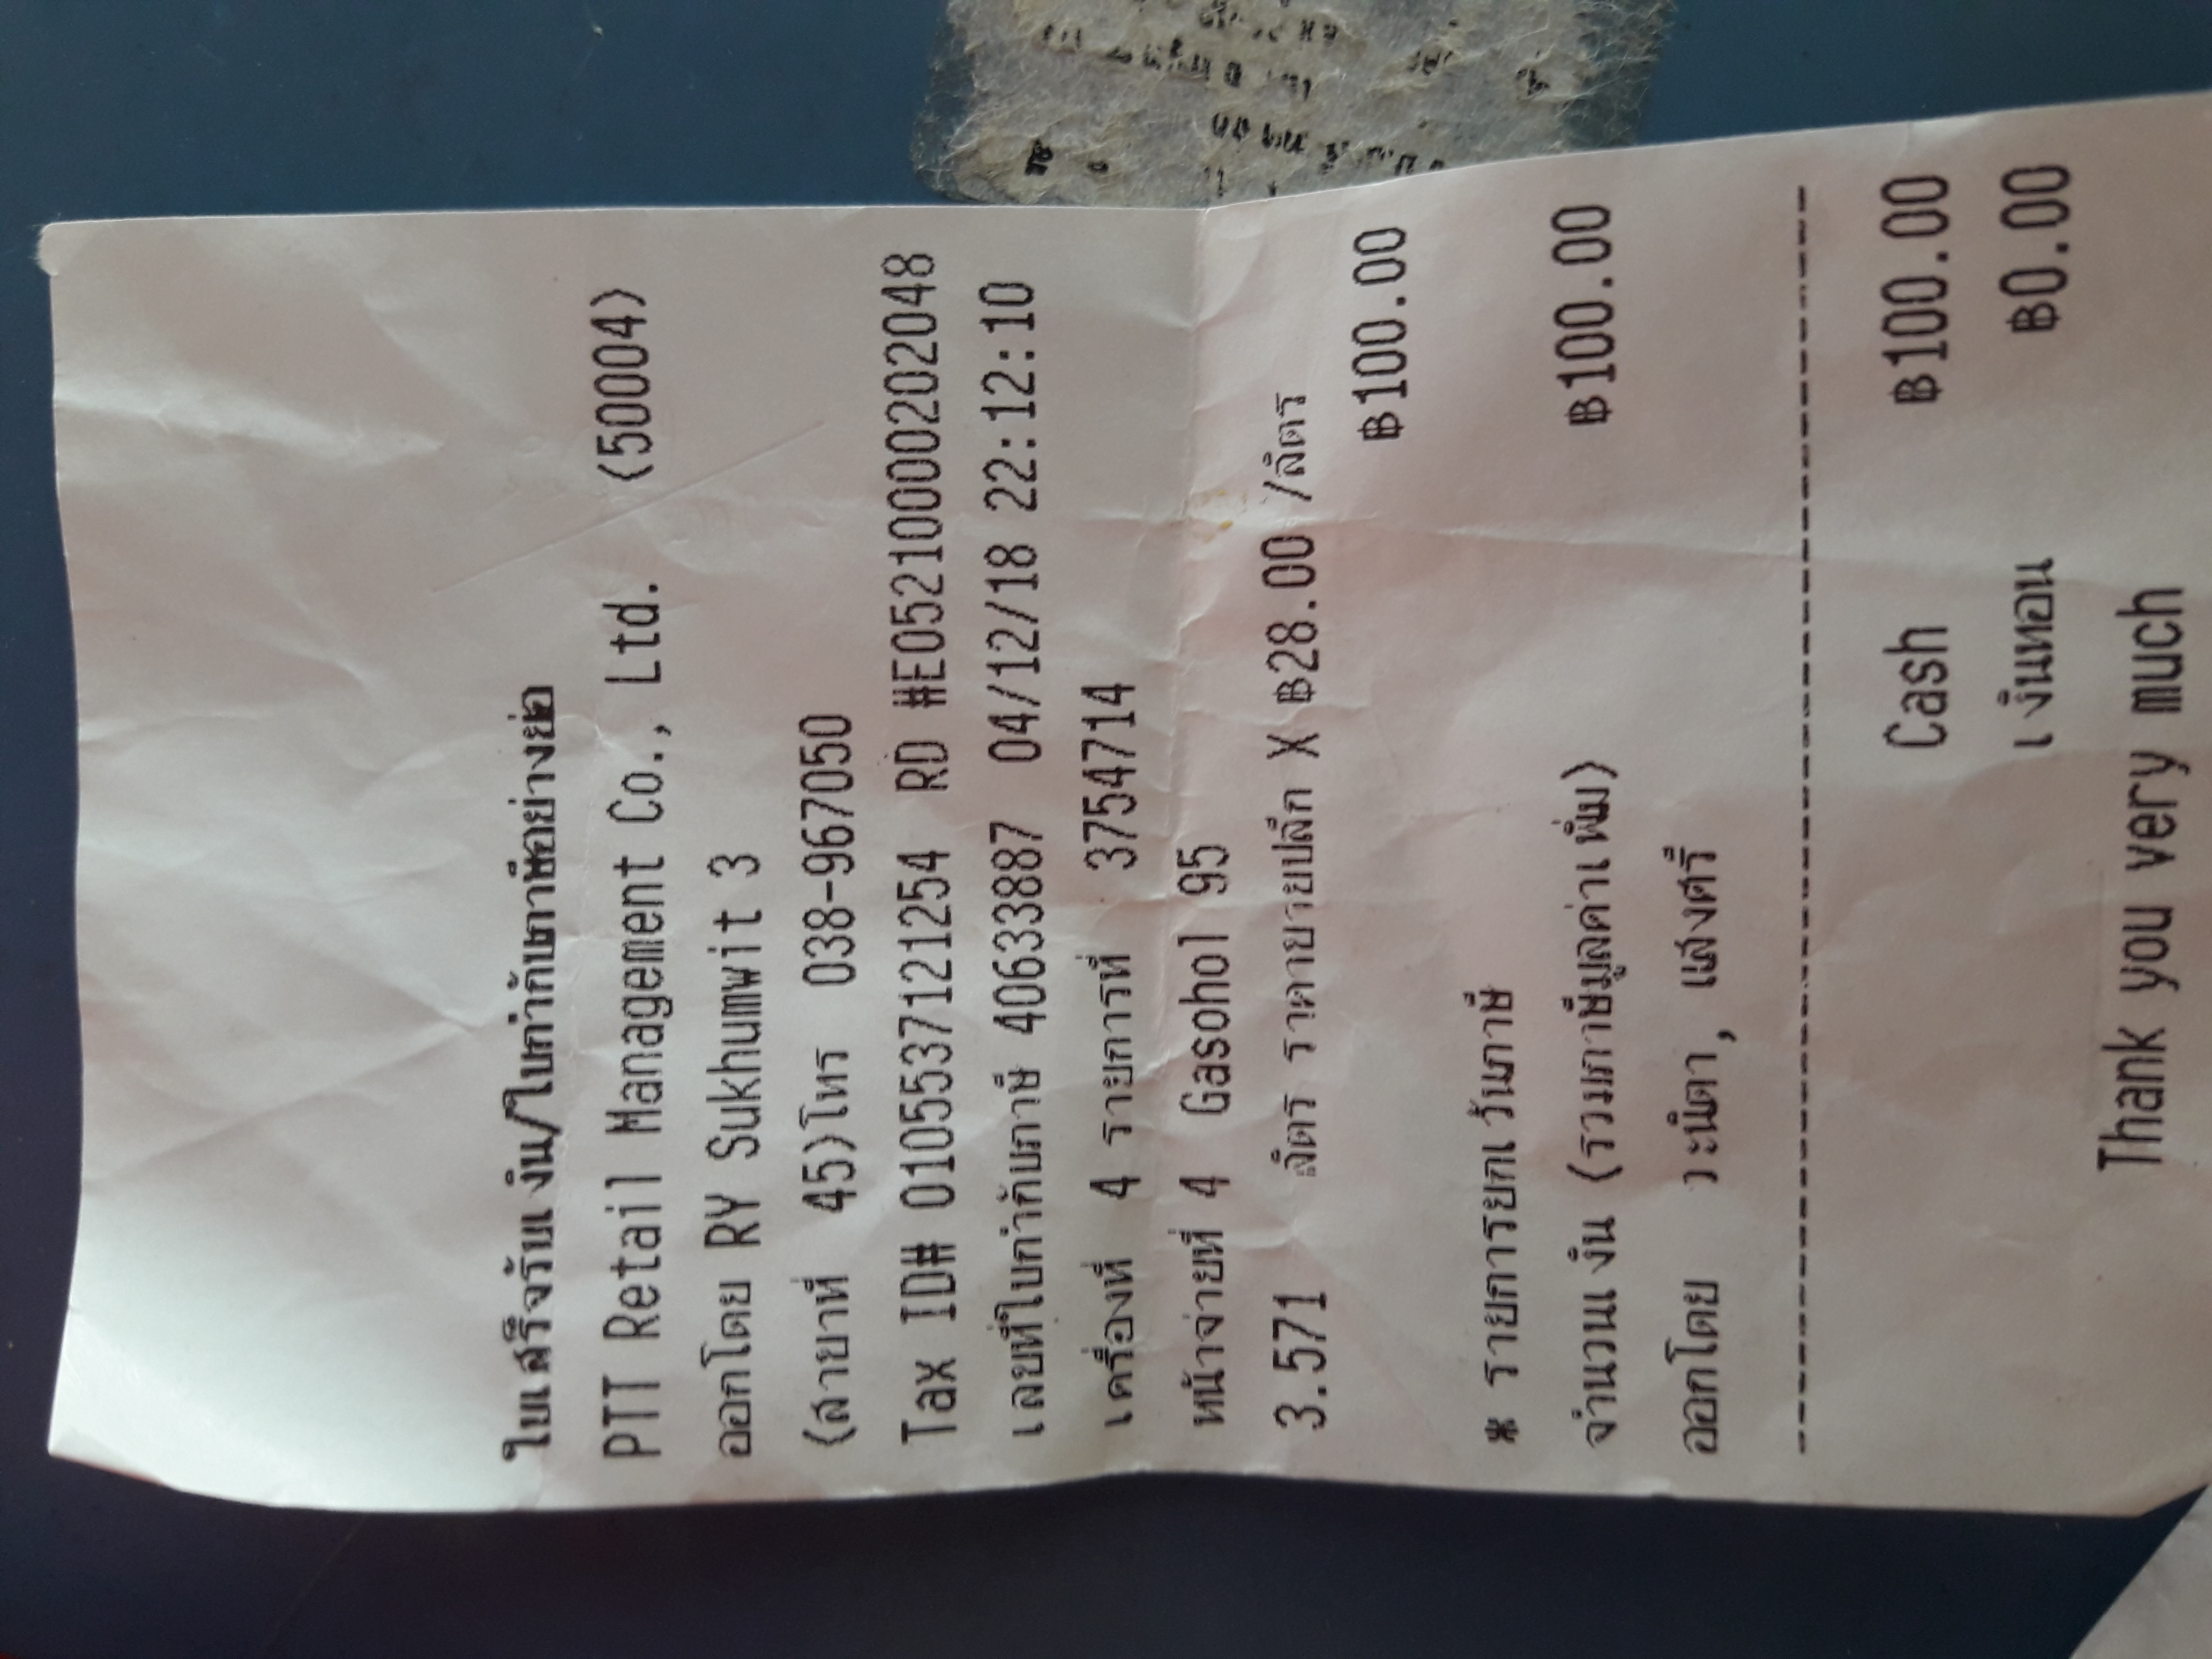 ใบเสร็จรับเงิน/ใบกำกับภาษีอย่างย่อ
PTT Retail Management Co., Ltd. (50004)
ออกโดย RY Sukhumwit 3
(สาขาที่ 45)โทร 038-967050
Tax ID# 0105537121254 RD #E05210002020​48
เลขที่ใบกำกับภาษี 40633887 04/12/18 22:12:10
เครื่องที่ 4 รายการที่ 3754714
หน้าจ่ายที่ 4 Gasohol 95
3.571 ลิตร ราคาขายปลีก X ฿28.00 /ลิตร
฿100.00
* รายการยกเว้นภาษี
จำนวนเงิน (รวมภาษีมูลค่าเพิ่ม) ฿100.00
ออกโดย วะนิดา, แสงศรี
Cash ฿100.00
เงินทอน ฿0.00
Thank you very much